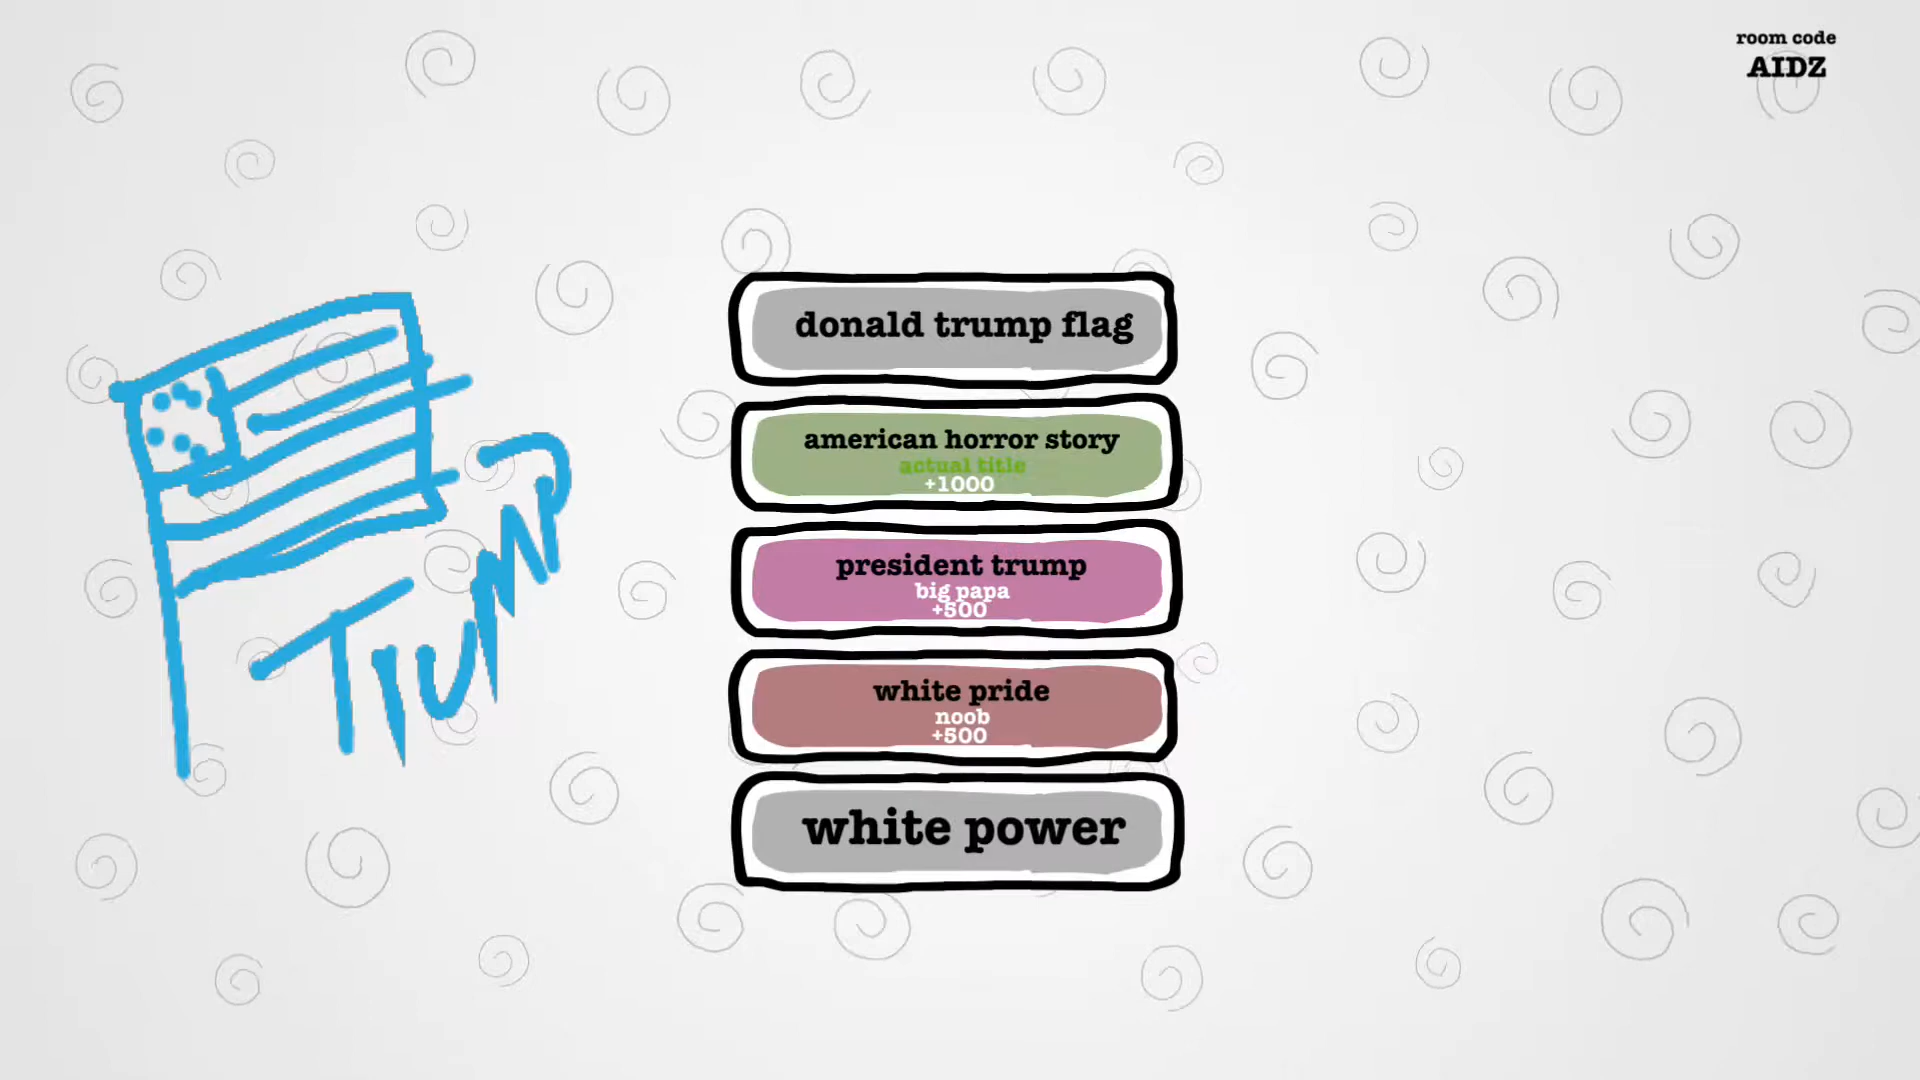 room code
AIDZ
donald trump flag
american horror story
actual title
+1000
president trump
big papa
+500
white pride
noob
+500
white power
TrUMP